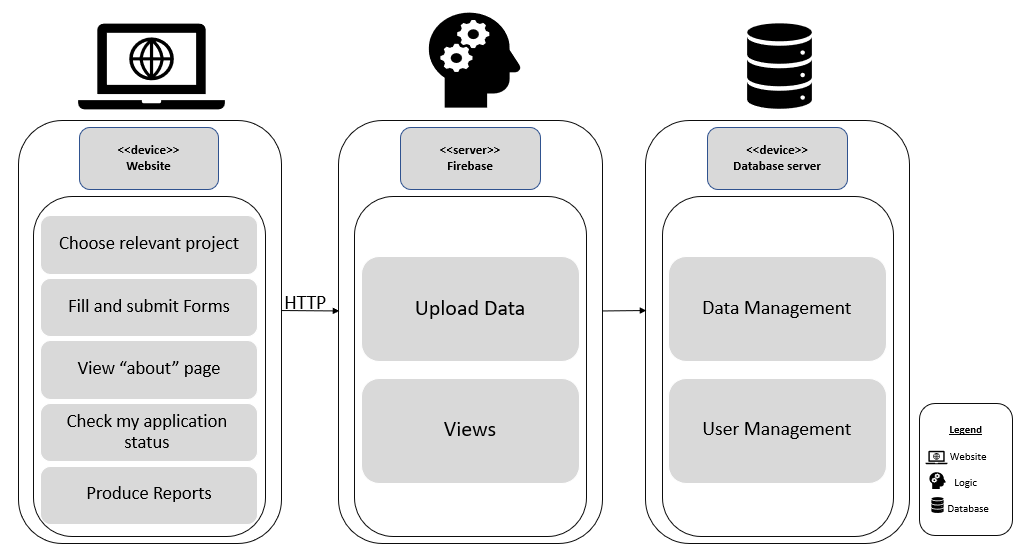 <<device>>
Website
Choose relevant project
Fill and submit Forms
View “about” page
Check my application
status
Produce Reports
HTTP
<<server>>
Firebase
Upload Data
Views
<<device>>
Database server
Data Management
User Management
Legend
Website
Logic
Database